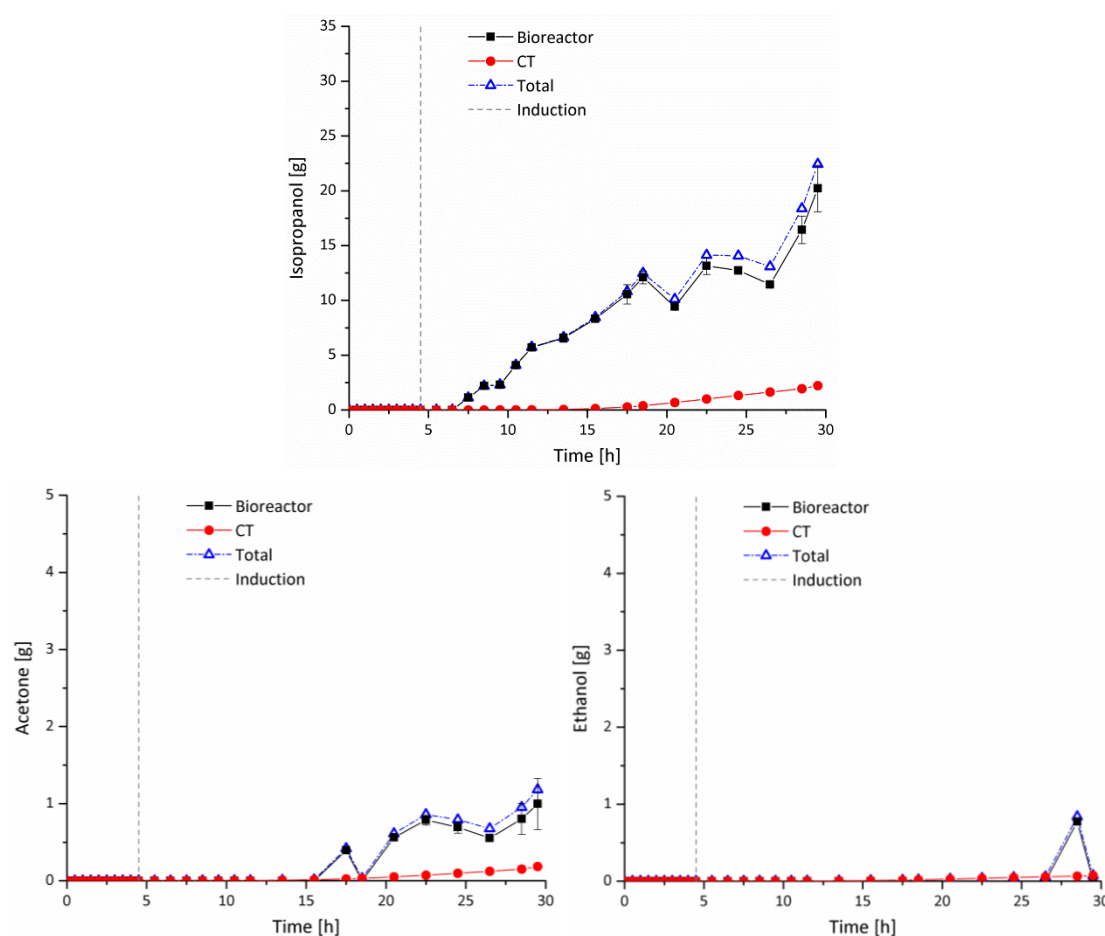 Bioreactor
CT
Total
Induction
35
30
25
20
15
10
5
0
Isopropanol [g]
0 5 10 15 20 25 30
Time [h]
Bioreactor
CT
Total
Induction
5
4
3
2
1
0
Acetone [g]
0 5 10 15 20 25 30
Time [h]
Bioreactor
CT
Total
Induction
5
4
3
2
1
0
Ethanol [g]
0 5 10 15 20 25 30
Time [h]